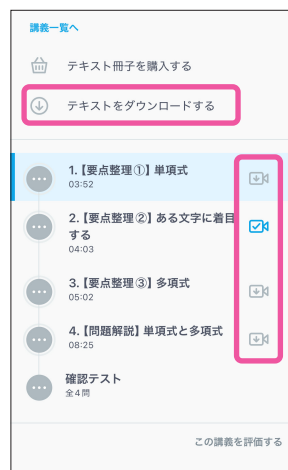 講義一覧へ
テキスト冊子を購入する
テキストをダウンロードする
1.【要点整理①】単項式
03:52
2.【要点整理②】ある文字に着目
する
04:03
3.【要点整理③】多項式
05:02
4.【問題解説】単項式と多項式
08:25
確認テスト
全4問
この講義を評価する